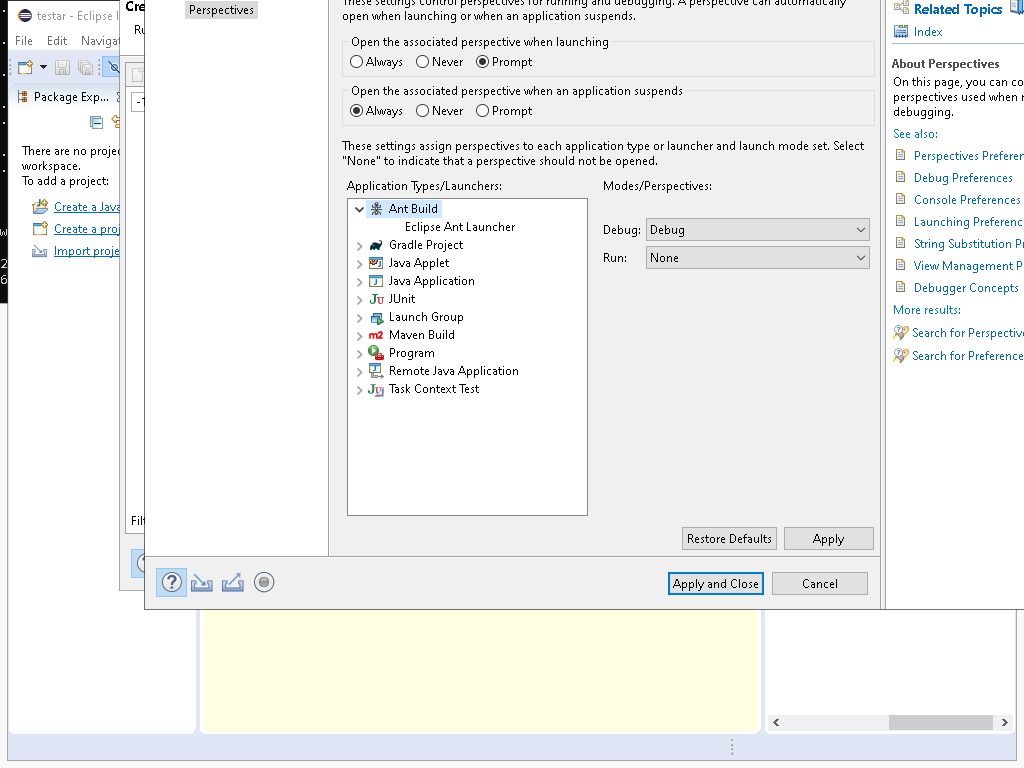 testar - Eclipse I
File Edit Navigat
Package Exp...
There are no proje
workspace.
To add a project:
Create a Java
Create a proj
Import proje
Cre
Ru
Filt
Perspectives
These settings control perspectives for running and debugging. A perspective can automatically
open when launching or when an application suspends.
Open the associated perspective when launching
Always Never Prompt
Open the associated perspective when an application suspends
Always Never Prompt
These settings assign perspectives to each application type or launcher and launch mode set. Select
"None" to indicate that a perspective should not be opened.
Application Types/Launchers:
Ant Build
Eclipse Ant Launcher
Gradle Project
Java Applet
Java Application
JUnit
Launch Group
Maven Build
Program
Remote Java Application
Task Context Test
Modes/Perspectives:
Debug: Debug
Run: None
Restore Defaults Apply
Apply and Close Cancel
Related Topics
Index
About Perspectives
On this page, you can co
perspectives used when r
debugging.
See also:
Perspectives Preferen
Debug Preferences
Console Preferences
Launching Preferenc
String Substitution Pr
View Management P
Debugger Concepts
More results:
Search for Perspective
Search for Preference